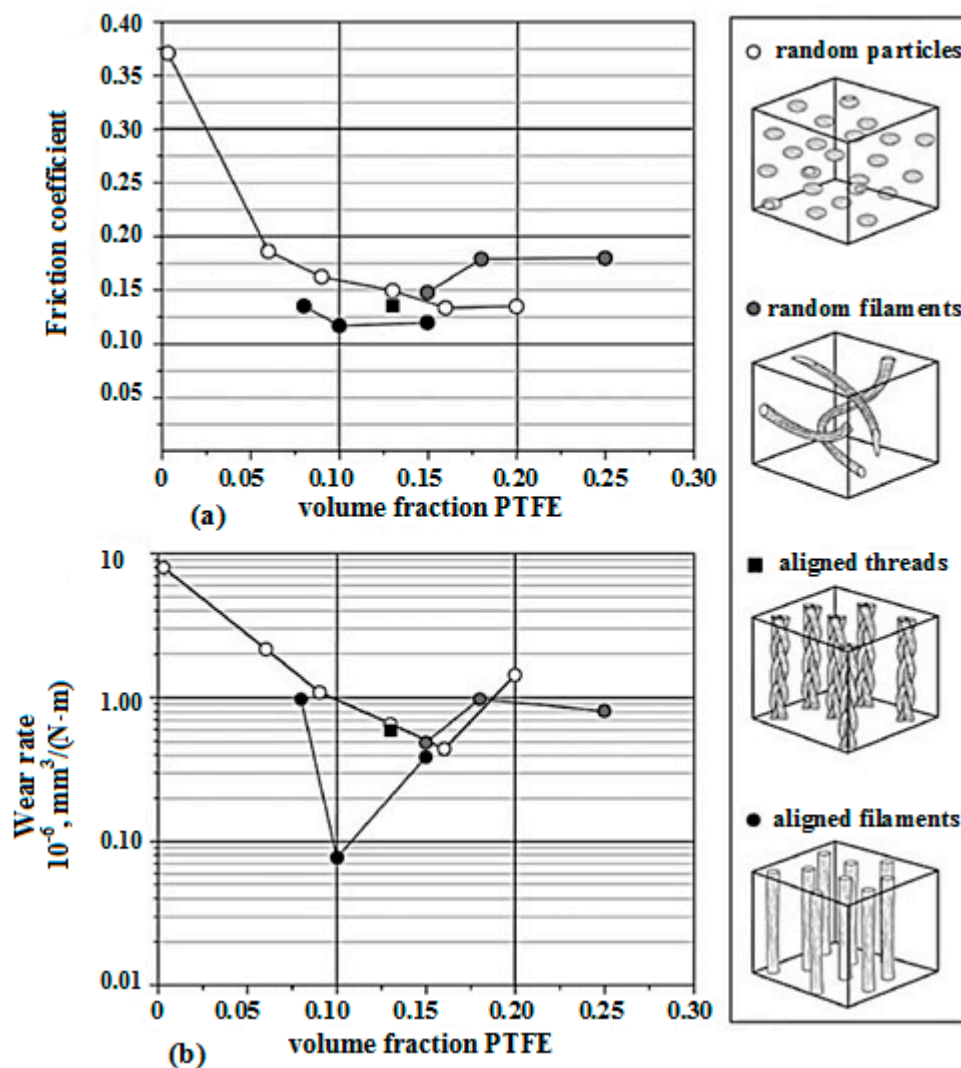 0.40
0.35
0.30
0.25
0.20
0.15
0.10
0.05
Friction coefficient
0 0.05 0.10 0.15 0.20 0.25 0.30
volume fraction PTFE
(a)
10
1.00
0.10
0.01
Wear rate
10⁻⁶, mm³/(N·m)
0 0.05 0.10 0.15 0.20 0.25 0.30
volume fraction PTFE
(b)
random particles
random filaments
aligned threads
aligned filaments